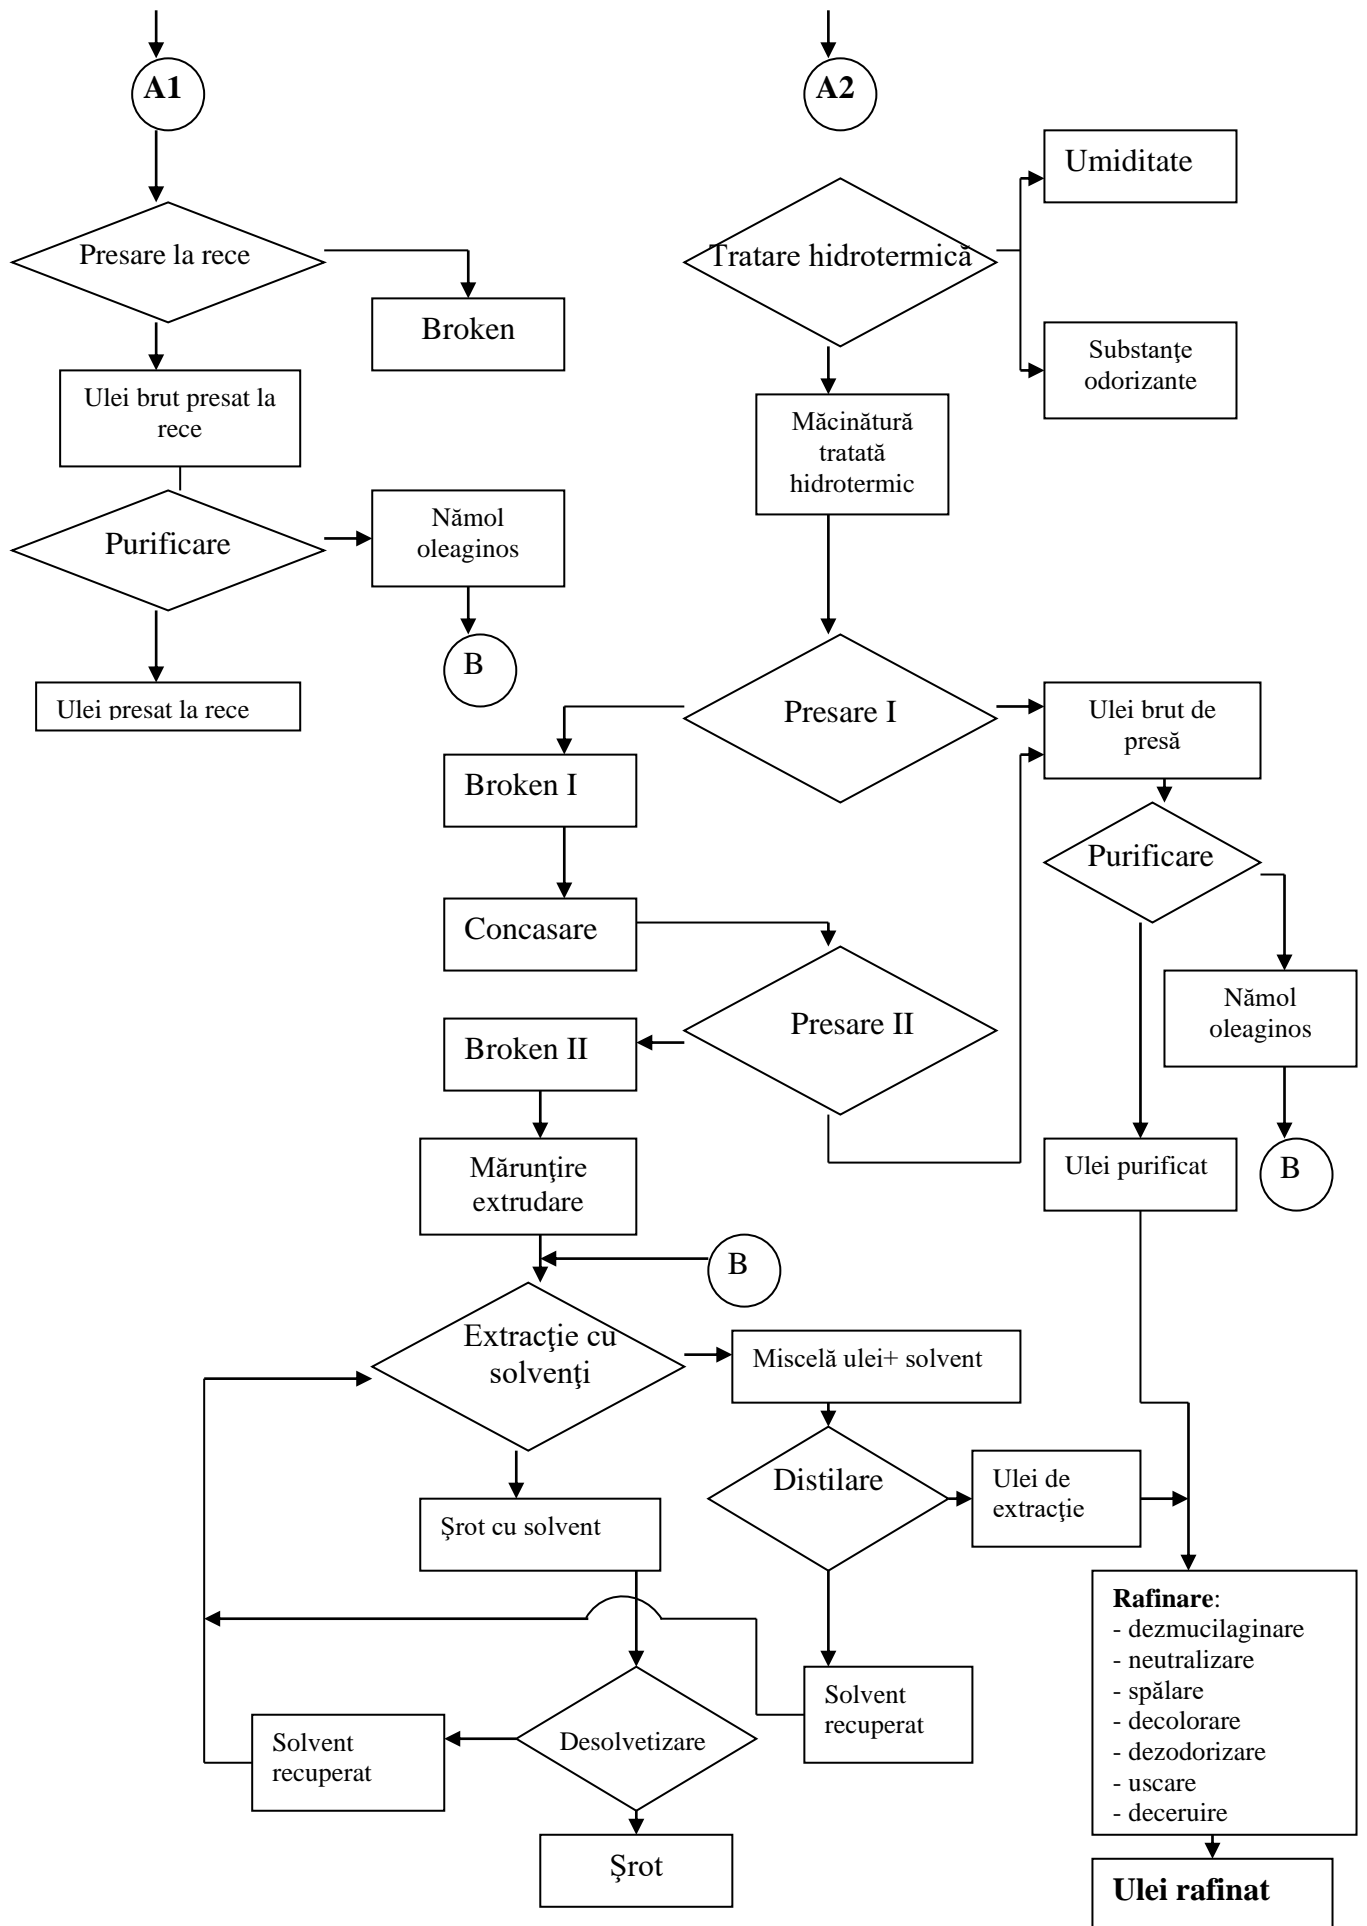 A1
A2
Umiditate
Presare la rece
Tratare hidrotermică
Broken
Substanţe
odorizante
Ulei brut presat la
rece
Măcinătură
tratată
hidrotermic
Purificare
Nămol
oleaginos
B
Ulei presat la rece
Presare I
Ulei brut de
presă
Broken I
Purificare
Concasare
Nămol
oleaginos
Presare II
Broken II
Mărunţire
extrudare
Ulei purificat
B
B
Extracţie cu
solvenţi
Miscelă ulei+ solvent
Distilare
Ulei de
extracţie
Şrot cu solvent
Rafinare:
- dezmucilaginare
- neutralizare
- spălare
- decolorare
- dezodorizare
- uscare
- deceruire
Solvent
recuperat
Desolvetizare
Solvent
recuperat
Şrot
Ulei rafinat